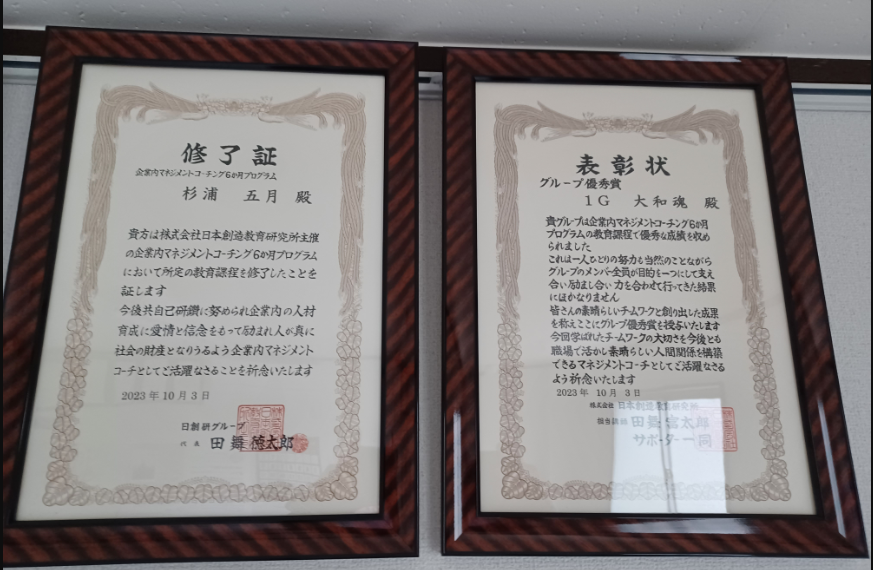 修了証
企業内マネジメントコーチング6か月プログラム
杉浦 五月 殿
貴方は株式会社日本創造教育研究所主催
の企業内マネジメントコーチング6か月プログラム
において所定の教育課程を修了したことを
証します
今後共自己研鑽に努められ企業内の人材
育成に愛情と信念をもって励まれ人が真に
社会の財産となりうるよう企業内マネジメント
コーチとしてご活躍なさることを祈念いたします
2023年10月3日
日創研グループ
代表 田舞徳太郎
表彰状
グループ優秀賞
1G 大和魂 殿
貴グループは企業内マネジメントコーチング6か月
プログラムの教育課程で優秀な成績を収め
られました
これは一人ひとりの努力も当然のことながら
グループのメンバー全員が目的を一つにして支え
合い励まし合い力を合わせて行ってきた結果
にほかなりません
皆さんの素晴らしいチームワークと創り出した成果
を称えここにグループ優秀賞を授与いたします
今回学ばれたチームワークの大切さを今後とも
職場で活かし素晴らしい人間関係を構築
できるマネジメントコーチとしてご活躍なさる
よう祈念いたします
2023年 10月 3日
株式会社 日本創造教育研究所
担当講師 田舞徳太郎
サポーター一同